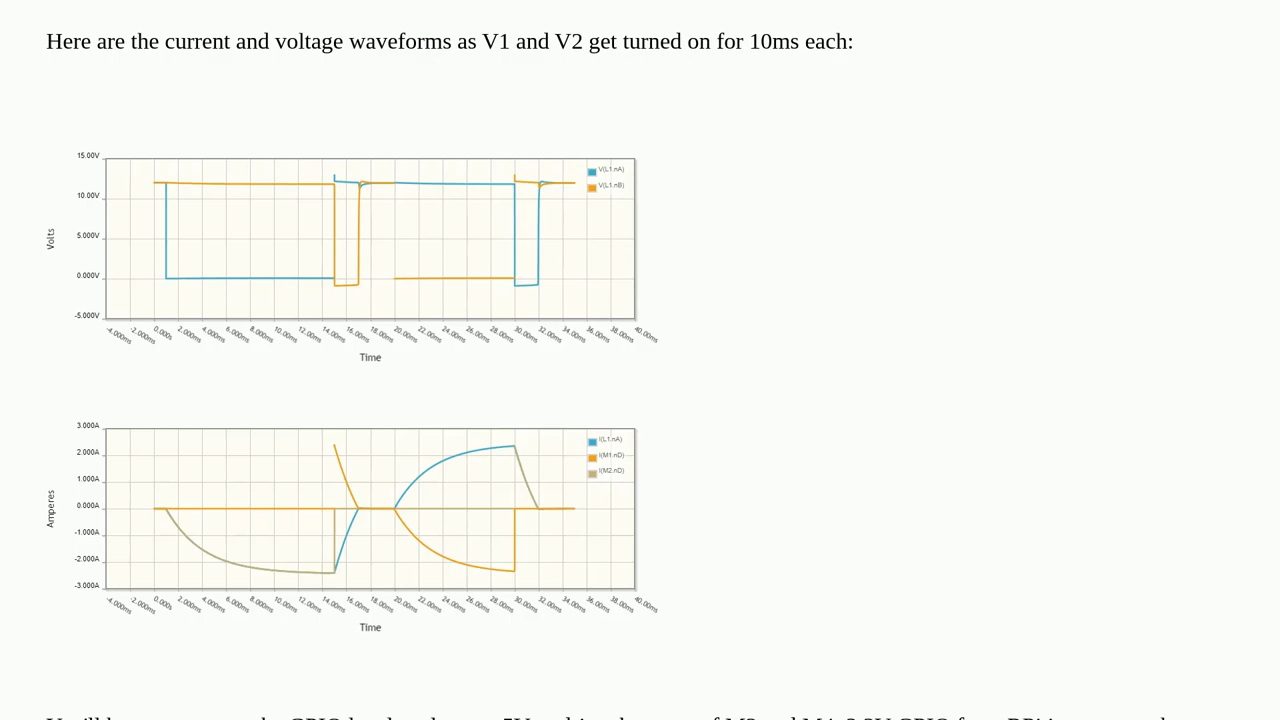 Here are the current and voltage waveforms as V1 and V2 get turned on for 10ms each:
15.00V
10.00V
5.000V
0.000V
-5.000V
Volts
V(L1.nA)
V(L1.nB)
-4.000ms -2.000ms 0.000s 2.000ms 4.000ms 6.000ms 8.000ms 10.00ms 12.00ms 14.00ms 16.00ms 18.00ms 20.00ms 22.00ms 24.00ms 26.00ms 28.00ms 30.00ms 32.00ms 34.00ms 36.00ms 38.00ms 40.00ms
Time
3.000A
2.000A
1.000A
0.000A
-1.000A
-2.000A
-3.000A
Amperes
I(L1.nA)
I(M1.nD)
I(M2.nD)
-4.000ms -2.000ms 0.000s 2.000ms 4.000ms 6.000ms 8.000ms 10.00ms 12.00ms 14.00ms 16.00ms 18.00ms 20.00ms 22.00ms 24.00ms 26.00ms 28.00ms 30.00ms 32.00ms 34.00ms 36.00ms 38.00ms 40.00ms
Time